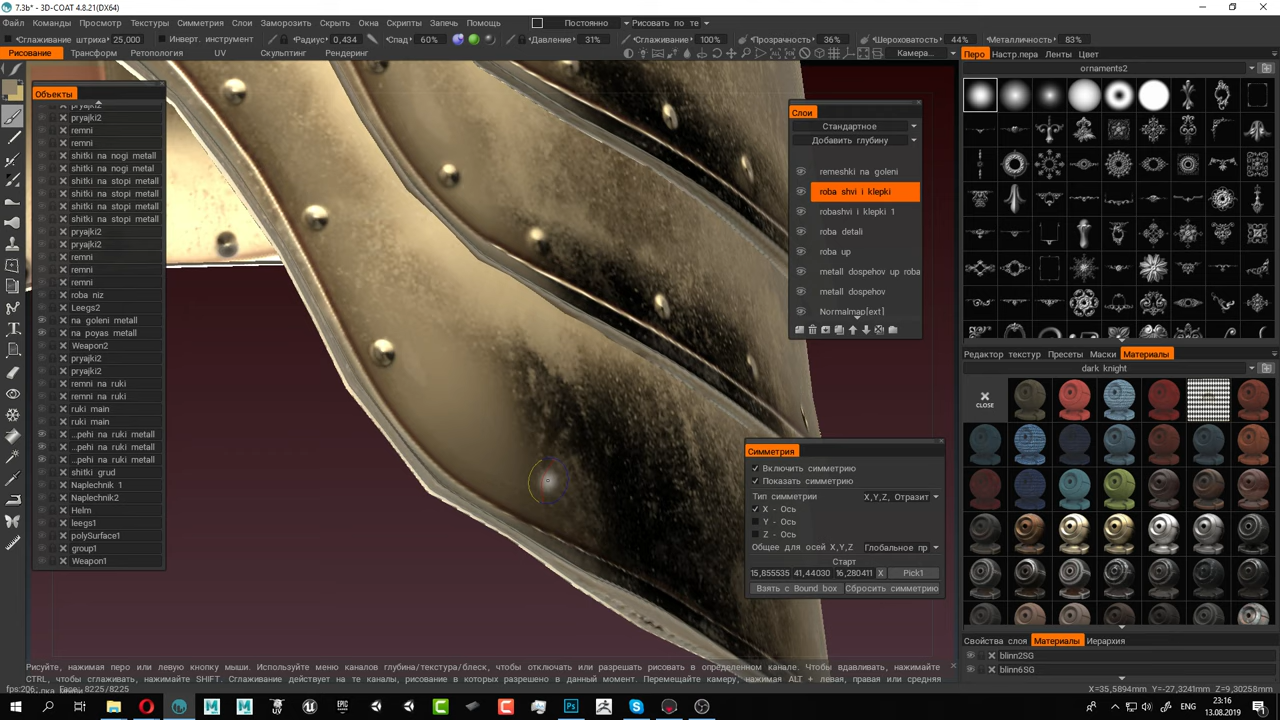 7.3b* - 3D-COAT 4.8.21(DX64)
Файл Команды Просмотр Текстуры Симметрия Слои Заморозить Скрыть Окна Скрипты Запечь Помощь Постоянно Рисовать по те
Сглаживание штриха 25,000 Инверт. инструмент Радиус 0,434 Спад 60% Давление 31% Сглаживание 100% Прозрачность 36% Шероховатость 44% Металличность 83%
Рисование Трансформ Ретопология UV Скульптинг Рендеринг Камера...
Объекты
pryajki2
pryajki2
remni
remni
shitki na nogi metall
shitki na nogi metal
shitki na stopi metall
shitki na stopi metall
shitki na stopi metall
shitki na stopi metall
pryajki2
pryajki2
remni
remni
remni
roba niz
Leegs2
na goleni metall
na poyas metall
Weapon2
pryajki2
pryajki2
remni na ruki
remni na ruki
ruki main
ruki main
...pehi na ruki metall
...pehi na ruki metall
...pehi na ruki metall
shitki grud
Naplechnik 1
Naplechnik2
Helm
leegs1
polySurface1
group1
Weapon1
Слои
Стандартное
Добавить глубину
remeshki na goleni
roba shvi i klepki
robashvi i klepki 1
roba detali
roba up
metall dospehov up roba
metall dospehov
Normalmap[ext]
Симметрия
Включить симметрию
Показать симметрию
Тип симметрии X,Y,Z, Отразит
X - Ось
Y - Ось
Z - Ось
Общее для осей X,Y,Z Глобальное пр
Старт
15,855535 41,44030 16,280411 X Pick1
Взять с Bound box Сбросить симметрию
Перо Настр.пера Ленты Цвет
ornaments2
Редактор текстур Пресеты Маски Материалы
dark knight
CLOSE
Свойства слоя Материалы Иерархия
blinn2SG
blinn6SG
Рисуйте, нажимая перо или левую кнопку мыши. Используйте меню каналов глубина/текстура/блеск, чтобы отключать или разрешать рисовать в определенном канале. Чтобы вдавливать, нажимайте
CTRL, чтобы сглаживать, нажимайте SHIFT. Сглаживание действует на те каналы, рисование в которых разрешено в данный момент. Перемещайте камеру, нажимая ALT + левая, правая или средняя
fps:206; 8225/8225
X=35,5894mm Y=-27,3241mm Z=9,30258mm
ENG 23:16
13.08.2019